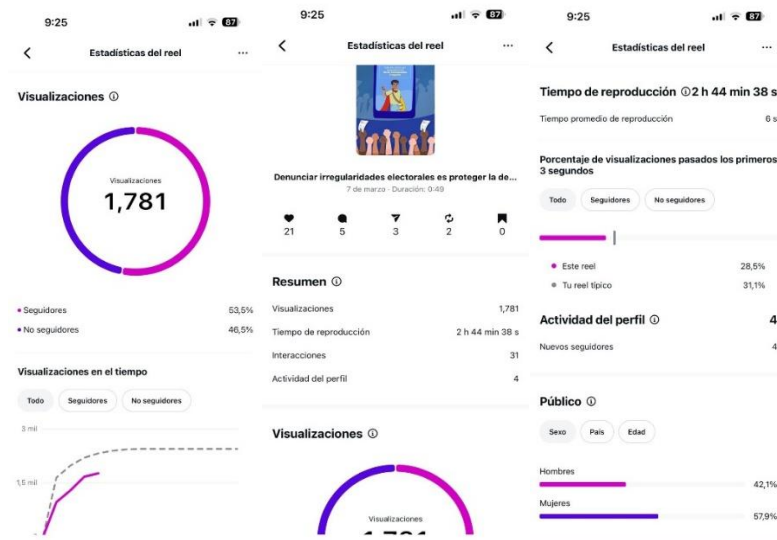 9:25
87
Estadísticas del reel
...
Visualizaciones
Visualizaciones
1,781
Seguidores 53,5%
No seguidores 46,5%
Visualizaciones en el tiempo
Todo Seguidores No seguidores
3 mil
1,5 mil
0
9:25
87
Estadísticas del reel
...
Denunciar irregularidades electorales es proteger la de...
7 de marzo · Duración: 0:49
21 5 3 2 0
Resumen
Visualizaciones 1,781
Tiempo de reproducción 2 h 44 min 38 s
Interacciones 31
Actividad del perfil 4
Visualizaciones
Visualizaciones
1,781
9:25
87
Estadísticas del reel
...
Tiempo de reproducción 2 h 44 min 38 s
Tiempo promedio de reproducción 6 s
Porcentaje de visualizaciones pasados los primeros
3 segundos
Todo Seguidores No seguidores
Este reel 28,5%
Tu reel típico 31,1%
Actividad del perfil 4
Nuevos seguidores 4
Público
Sexo País Edad
Hombres
42,1%
Mujeres
57,9%